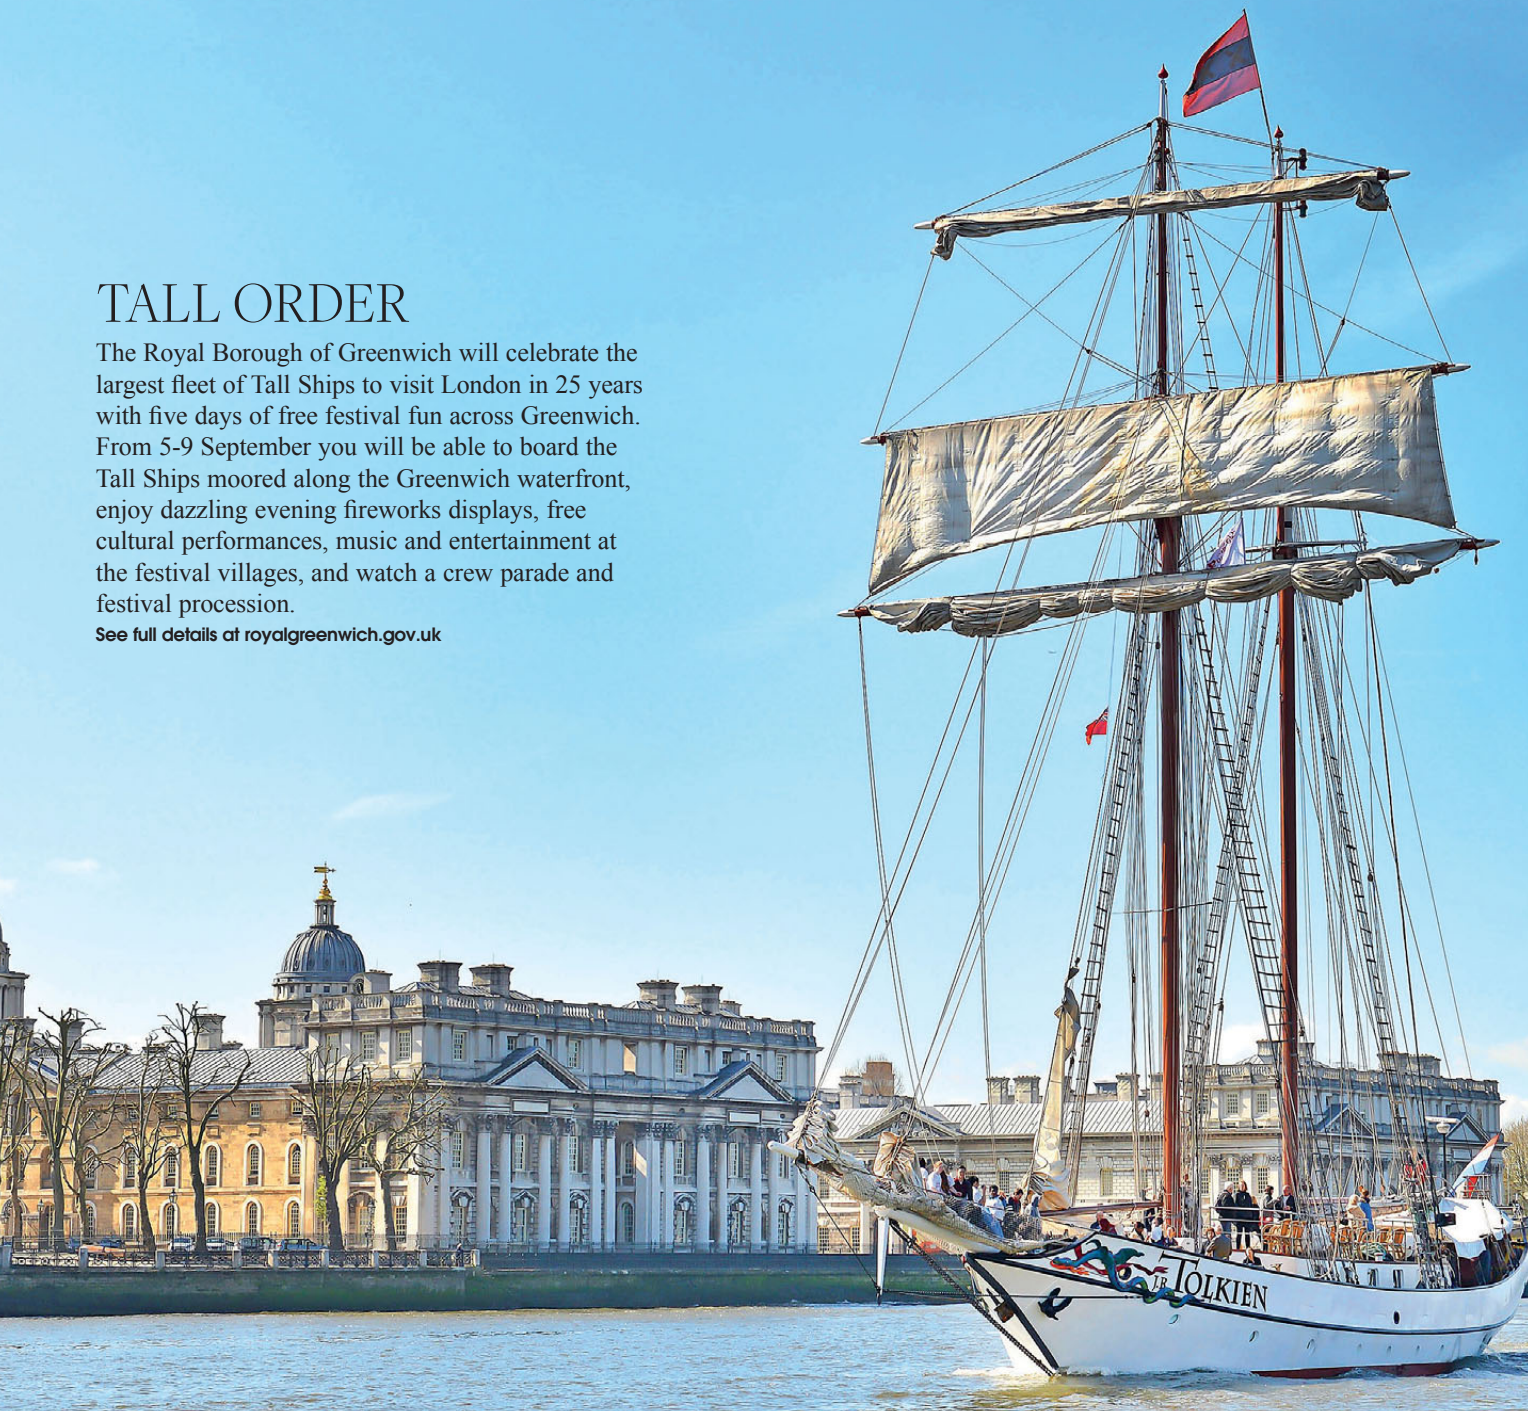 TALL ORDER
The Royal Borough of Greenwich will celebrate the
largest fleet of Tall Ships to visit London in 25 years
with five days of free festival fun across Greenwich.
From 5-9 September you will be able to board the
Tall Ships moored along the Greenwich waterfront,
enjoy dazzling evening fireworks displays, free
cultural performances, music and entertainment at
the festival villages, and watch a crew parade and
festival procession.
See full details at royalgreenwich.gov.uk
J.R. TOLKIEN